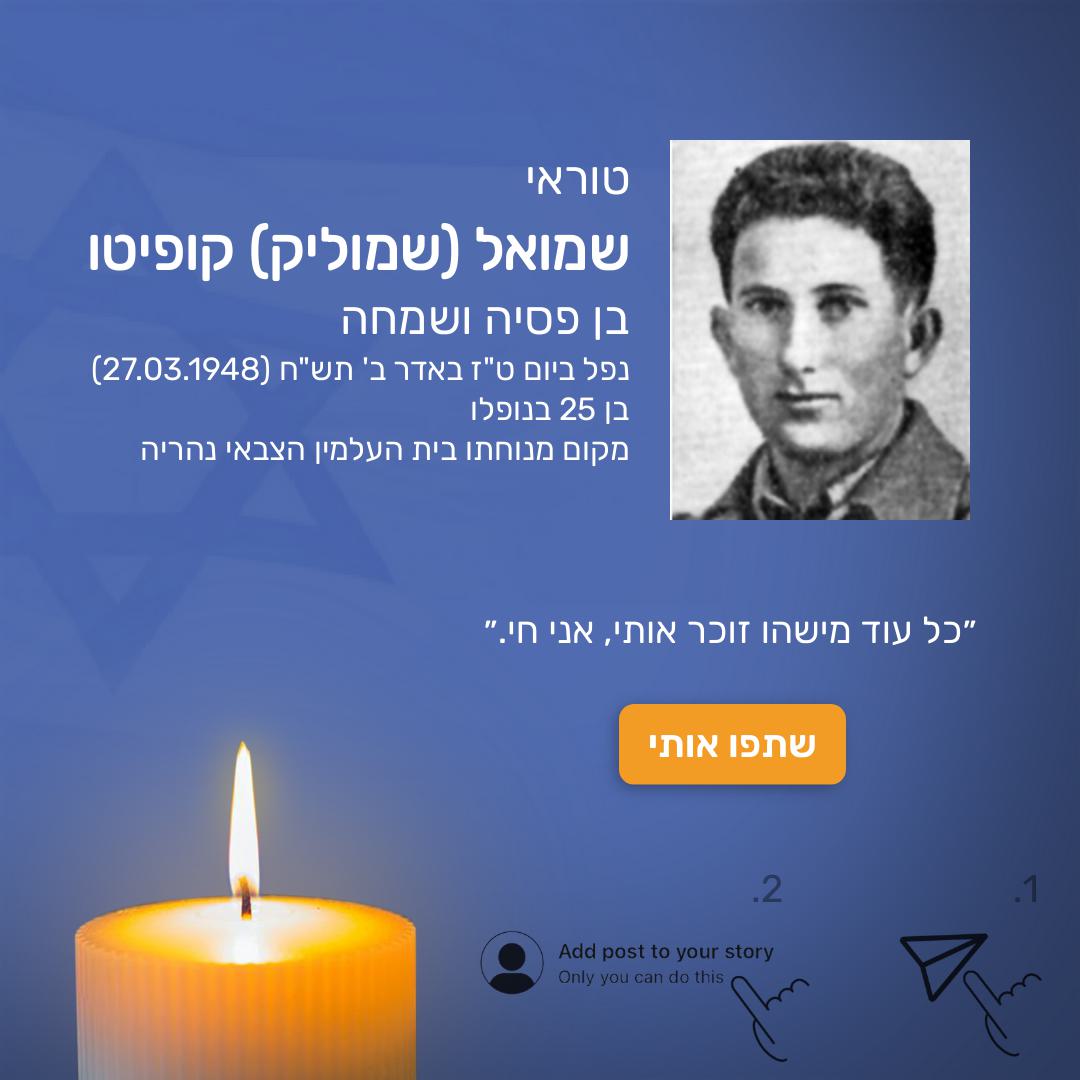 טוראי
שמואל (שמוליק) קופיטו
בן פסיה ושמחה
נפל ביום ט"ז באדר ב' תש"ח (27.03.1948)
בן 25 בנופלו
מקום מנוחתו בית העלמין הצבאי נהריה
״כל עוד מישהו זוכר אותי, אני חי.״
שתפו אותי
1.
2.
Add post to your story
Only you can do this